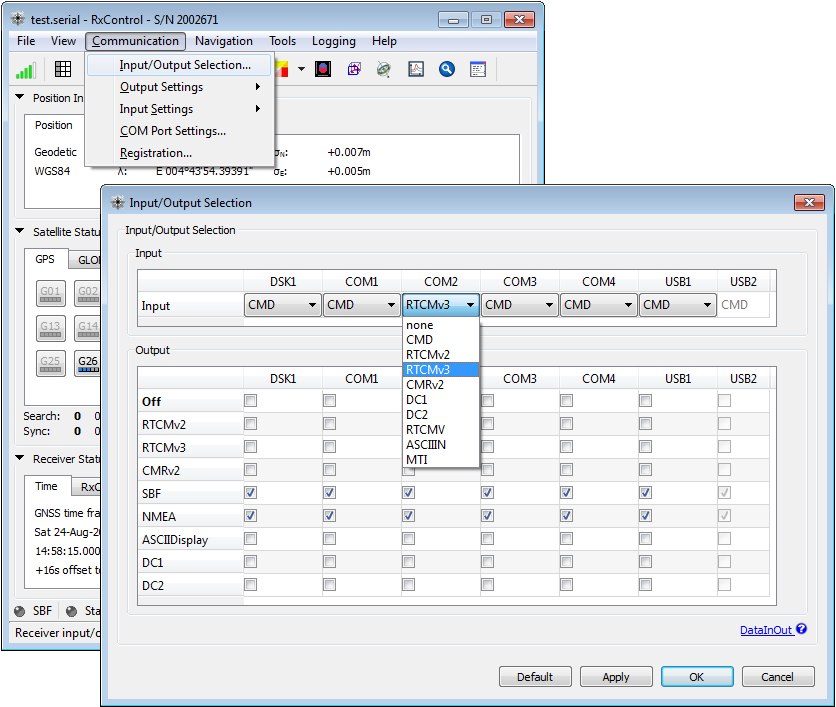 test.serial - RxControl - S/N 2002671
File View Communication Navigation Tools Logging Help
Input/Output Selection...
Output Settings
Input Settings
COM Port Settings...
Registration...
Position In
Position
Geodetic
WGS84
λ: E 004°43'54.39391"
σN: +0.007m
σE: +0.005m
Satellite Statu
GPS GLO
G01 G02
G13 G14
G25 G26
Search: 0 0
Sync: 0 0
Receiver Statu
Time RxC
GNSS time fra
Sat 24-Aug-2
14:58:15.000
+16s offset t
SBF Sta
Receiver input/o
Input/Output Selection
Input/Output Selection
Input
DSK1 COM1 COM2 COM3 COM4 USB1 USB2
Input CMD CMD RTCMv3 CMD CMD CMD CMD
none
CMD
RTCMv2
RTCMv3
CMRv2
DC1
DC2
RTCMV
ASCIIIN
MTI
Output
DSK1 COM1 COM3 COM4 USB1 USB2
Off
RTCMv2
RTCMv3
CMRv2
SBF
NMEA
ASCIIDisplay
DC1
DC2
DataInOut
Default Apply OK Cancel